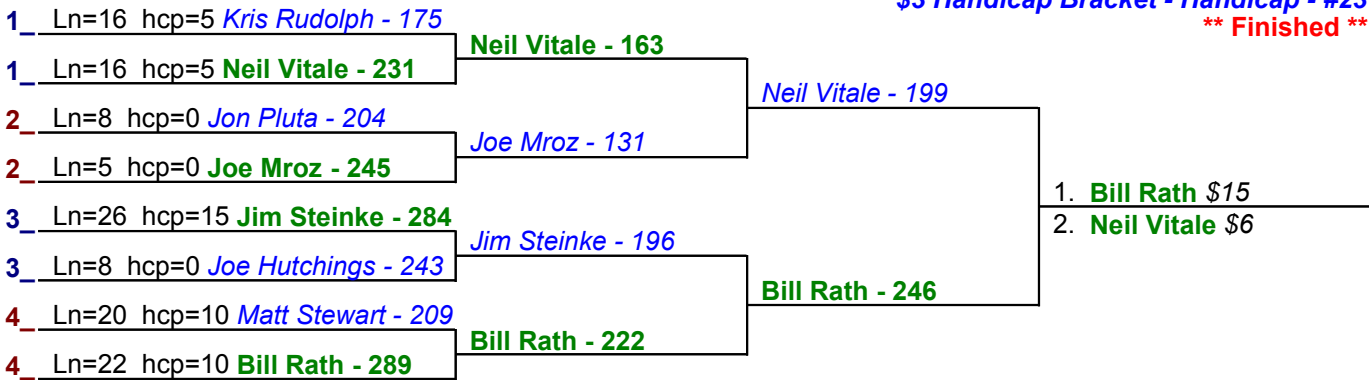 $3 Handicap Bracket - Handicap - #23
** Finished **
1_ Ln=16 hcp=5 Kris Rudolph - 175
1_ Ln=16 hcp=5 Neil Vitale - 231
2_ Ln=8 hcp=0 Jon Pluta - 204
2_ Ln=5 hcp=0 Joe Mroz - 245
3_ Ln=26 hcp=15 Jim Steinke - 284
3_ Ln=8 hcp=0 Joe Hutchings - 243
4_ Ln=20 hcp=10 Matt Stewart - 209
4_ Ln=22 hcp=10 Bill Rath - 289
Neil Vitale - 163
Joe Mroz - 131
Jim Steinke - 196
Bill Rath - 222
Neil Vitale - 199
Bill Rath - 246
1. Bill Rath $15
2. Neil Vitale $6